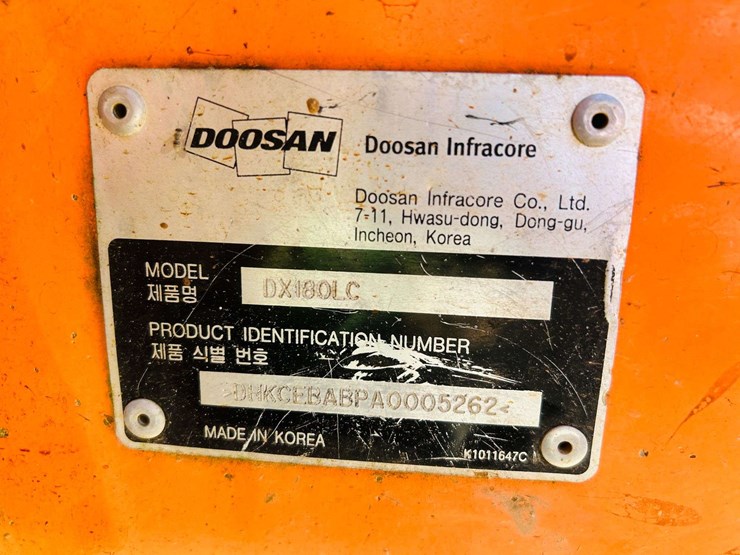 DOOSAN
Doosan Infracore
Doosan Infracore Co., Ltd.
7-11, Hwasu-dong, Dong-gu,
Incheon, Korea
MODEL
제품명
DX180LC
PRODUCT IDENTIFICATION NUMBER
제품 식별 번호
>DHKCEBABPA0005262<
MADE IN KOREA
K1011647C